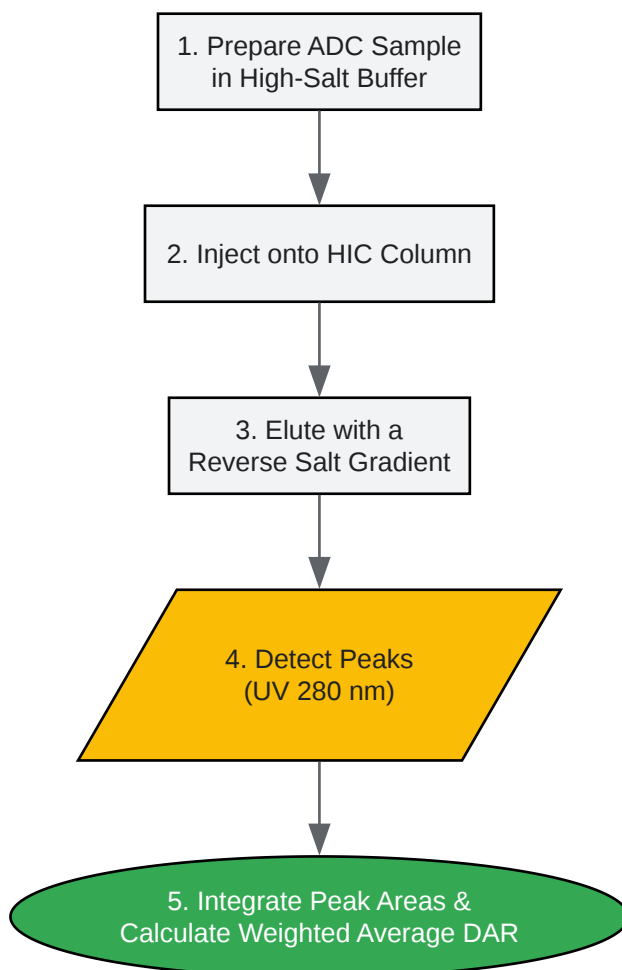 1. Prepare ADC Sample
in High-Salt Buffer
2. Inject onto HIC Column
3. Elute with a
Reverse Salt Gradient
4. Detect Peaks
(UV 280 nm)
5. Integrate Peak Areas &
Calculate Weighted Average DAR